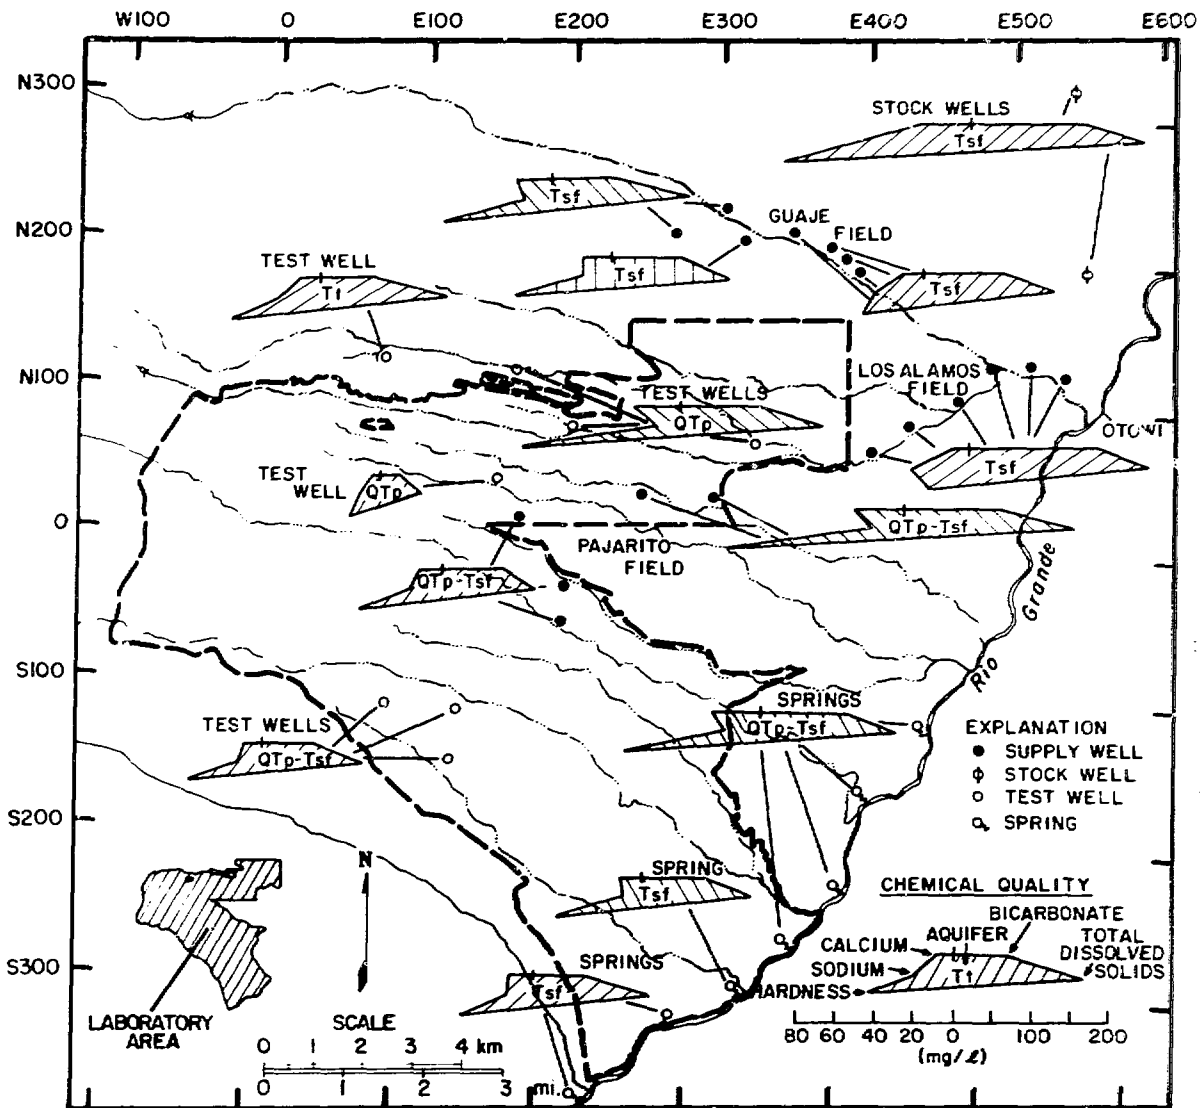 W100 0 E100 E200 E300 E400 E500 E600
N300
STOCK WELLS
Tsf
Tsf
N200
GUAJE
FIELD
TEST WELL
Tsf
Tsf
Tt
N100
LOS ALAMOS
FIELD
TEST WELLS
QTp
OTOWI
TEST
WELL
QTp
Tsf
0
QTp-Tsf
PAJARITO
FIELD
QTp-Tsf
Rio Grande
S100
SPRINGS
QTp-Tsf
TEST WELLS
QTp-Tsf
EXPLANATION
SUPPLY WELL
STOCK WELL
TEST WELL
SPRING
S200
N
SPRING
Tsf
CHEMICAL QUALITY
BICARBONATE
AQUIFER
CALCIUM
TOTAL
DISSOLVED
SOLIDS
SODIUM
Tt
HARDNESS
S300
SPRINGS
Tsf
LABORATORY
AREA
SCALE
0 1 2 3 4 km
0 1 2 3 mi.
80 60 40 20 0 100 200
(mg/l)